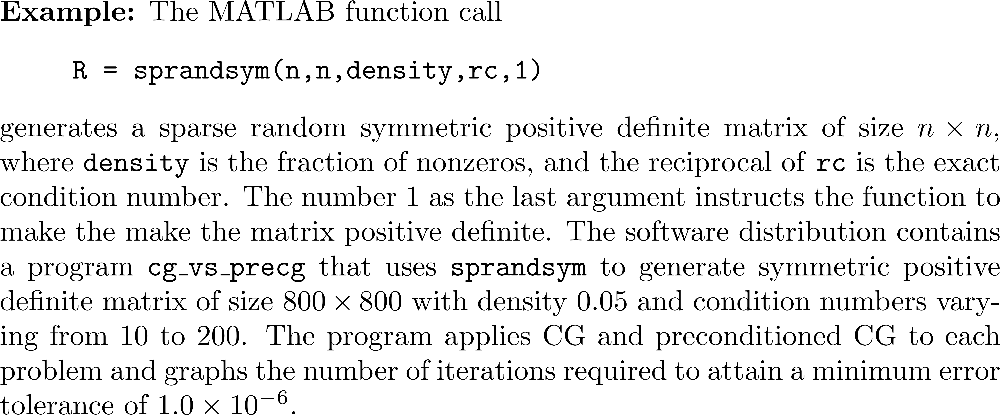 Example: The MATLAB function call
R = sprandsym(n,n,density,rc,1)
generates a sparse random symmetric positive definite matrix of size n × n,
where density is the fraction of nonzeros, and the reciprocal of rc is the exact
condition number. The number 1 as the last argument instructs the function to
make the make the matrix positive definite. The software distribution contains
a program cg_vs_precg that uses sprandsym to generate symmetric positive
definite matrix of size 800 × 800 with density 0.05 and condition numbers vary-
ing from 10 to 200. The program applies CG and preconditioned CG to each
problem and graphs the number of iterations required to attain a minimum error
tolerance of 1.0 × 10⁻⁶.